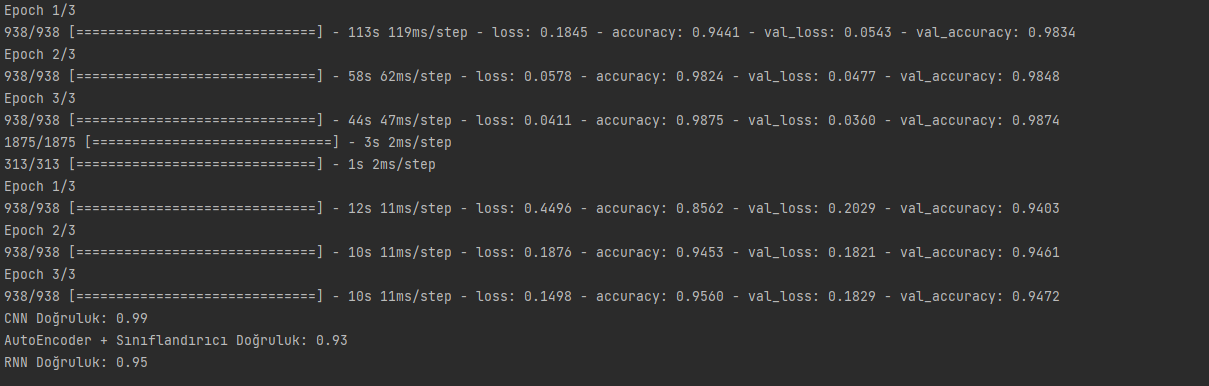 Epoch 1/3
938/938 [==============================] - 113s 119ms/step - loss: 0.1845 - accuracy: 0.9441 - val_loss: 0.0543 - val_accuracy: 0.9834
Epoch 2/3
938/938 [==============================] - 58s 62ms/step - loss: 0.0578 - accuracy: 0.9824 - val_loss: 0.0477 - val_accuracy: 0.9848
Epoch 3/3
938/938 [==============================] - 44s 47ms/step - loss: 0.0411 - accuracy: 0.9875 - val_loss: 0.0360 - val_accuracy: 0.9874
1875/1875 [==============================] - 3s 2ms/step
313/313 [==============================] - 1s 2ms/step
Epoch 1/3
938/938 [==============================] - 12s 11ms/step - loss: 0.4496 - accuracy: 0.8562 - val_loss: 0.2029 - val_accuracy: 0.9403
Epoch 2/3
938/938 [==============================] - 10s 11ms/step - loss: 0.1876 - accuracy: 0.9453 - val_loss: 0.1821 - val_accuracy: 0.9461
Epoch 3/3
938/938 [==============================] - 10s 11ms/step - loss: 0.1498 - accuracy: 0.9560 - val_loss: 0.1829 - val_accuracy: 0.9472
CNN Doğruluk: 0.99
AutoEncoder + Sınıflandırıcı Doğruluk: 0.93
RNN Doğruluk: 0.95